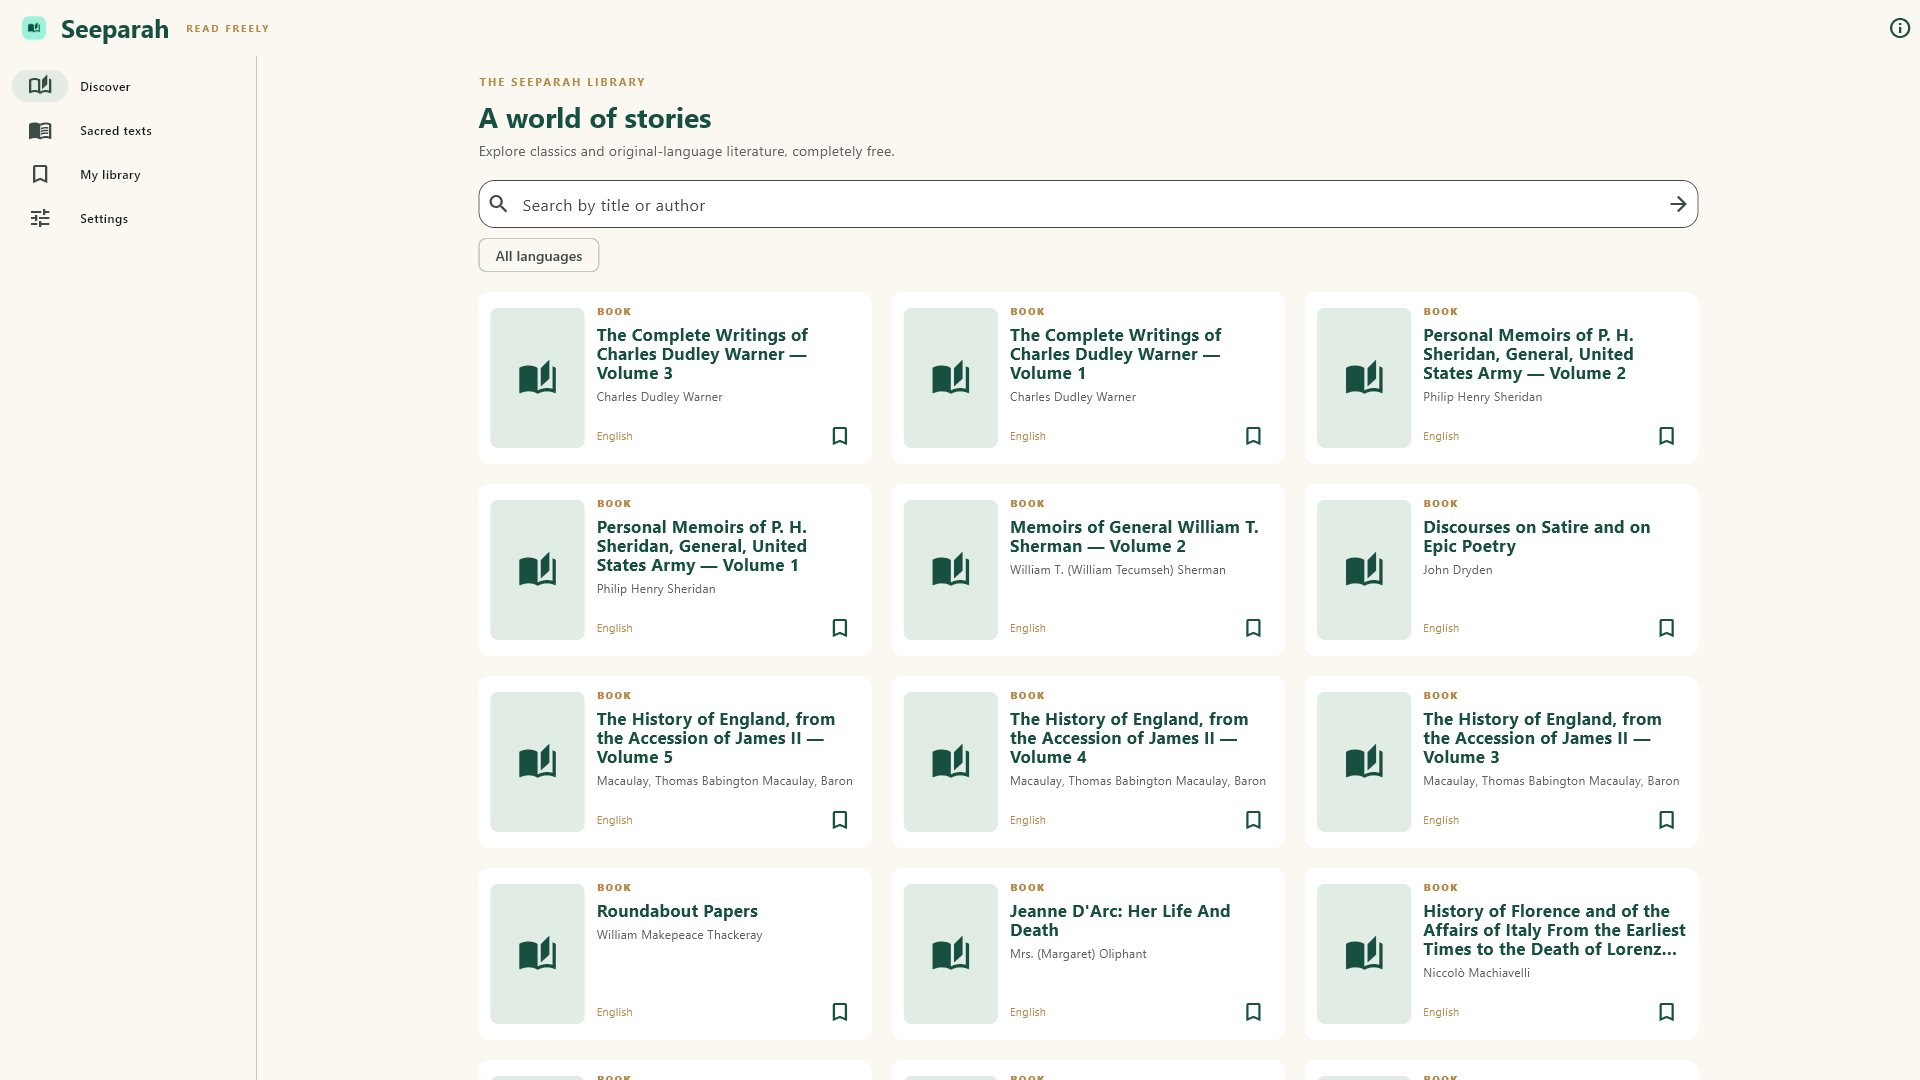 Seeparah
READ FREELY
Discover
Sacred texts
My library
Settings
THE SEEPARAH LIBRARY
A world of stories
Explore classics and original-language literature, completely free.
Search by title or author
All languages
BOOK
The Complete Writings of
Charles Dudley Warner —
Volume 3
Charles Dudley Warner
English
BOOK
The Complete Writings of
Charles Dudley Warner —
Volume 1
Charles Dudley Warner
English
BOOK
Personal Memoirs of P. H.
Sheridan, General, United
States Army — Volume 2
Philip Henry Sheridan
English
BOOK
Personal Memoirs of P. H.
Sheridan, General, United
States Army — Volume 1
Philip Henry Sheridan
English
BOOK
Memoirs of General William T.
Sherman — Volume 2
William T. (William Tecumseh) Sherman
English
BOOK
Discourses on Satire and on
Epic Poetry
John Dryden
English
BOOK
The History of England, from
the Accession of James II —
Volume 5
Macaulay, Thomas Babington Macaulay, Baron
English
BOOK
The History of England, from
the Accession of James II —
Volume 4
Macaulay, Thomas Babington Macaulay, Baron
English
BOOK
The History of England, from
the Accession of James II —
Volume 3
Macaulay, Thomas Babington Macaulay, Baron
English
BOOK
Roundabout Papers
William Makepeace Thackeray
English
BOOK
Jeanne D'Arc: Her Life And
Death
Mrs. (Margaret) Oliphant
English
BOOK
History of Florence and of the
Affairs of Italy From the Earliest
Times to the Death of Lorenz...
Niccolò Machiavelli
English
BOOK
BOOK
BOOK